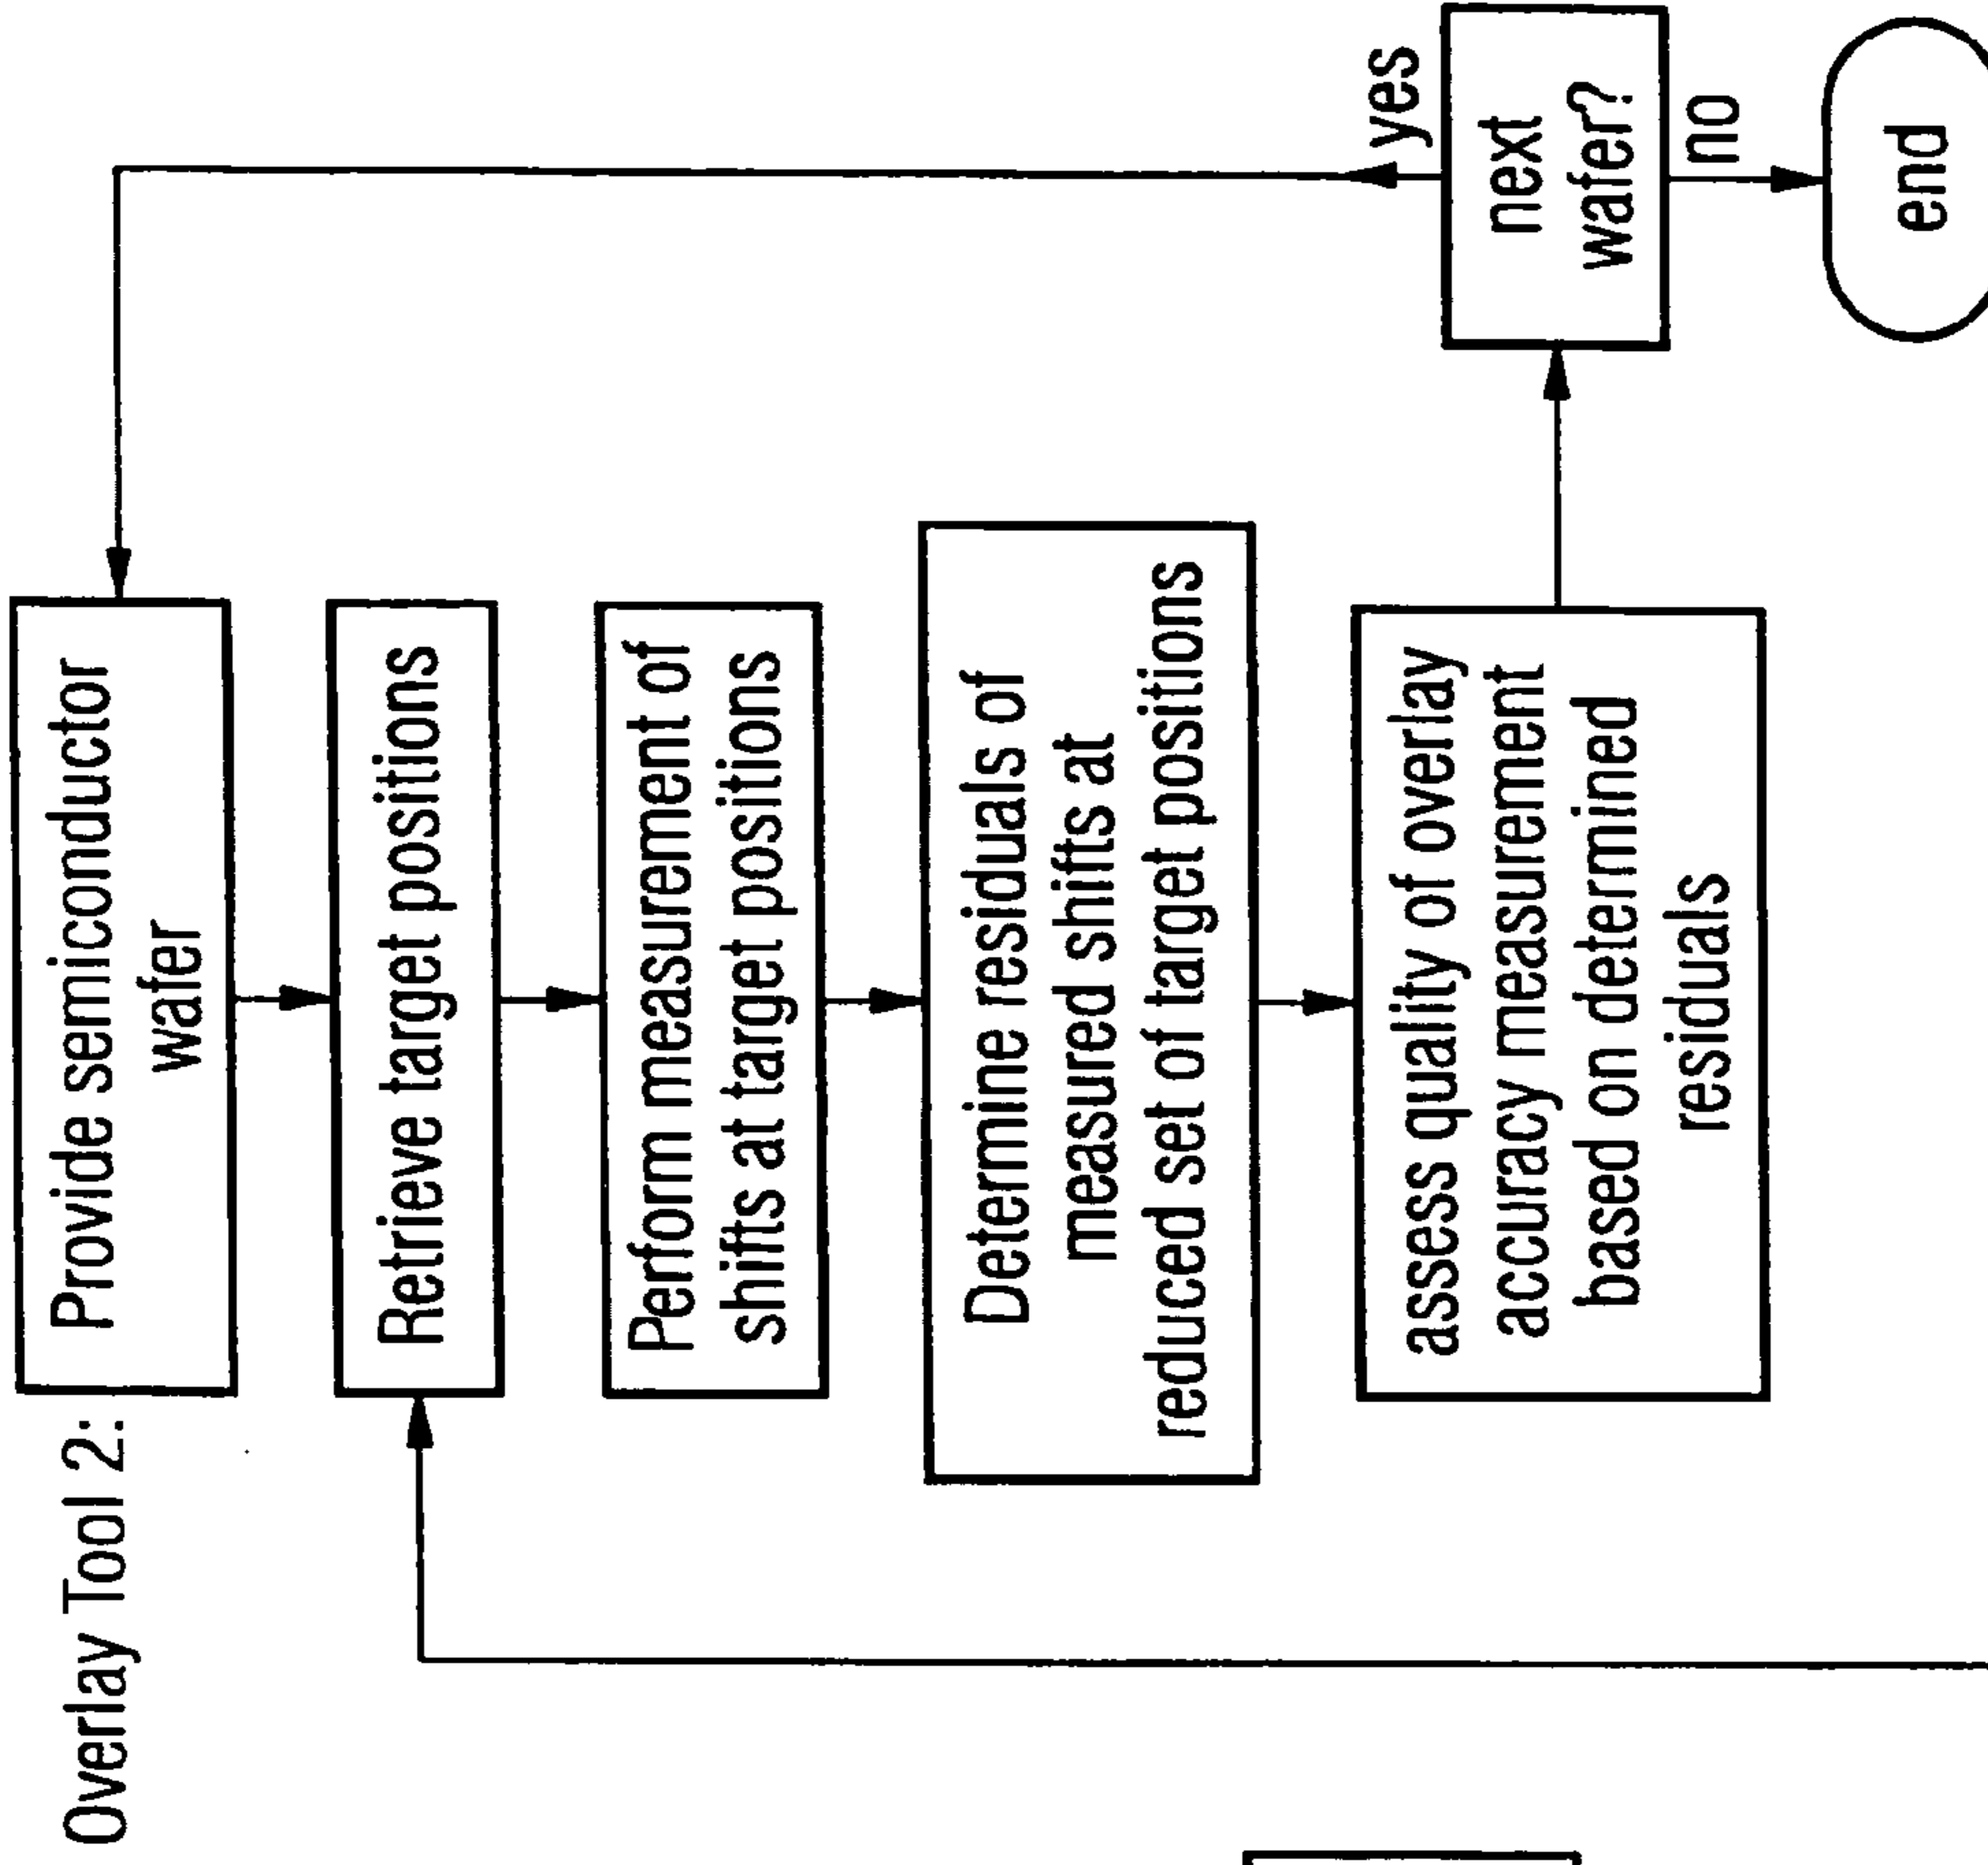 Overlay Tool 2:
Provide semiconductor
wafer
Retrieve target positions
Perform measurement of
shifts at target positions
Determine residuals of
measured shifts at
reduced set of target positions
assess quality of overlay
accuracy measurement
based on determined
residuals
next
wafer?
yes
no
end